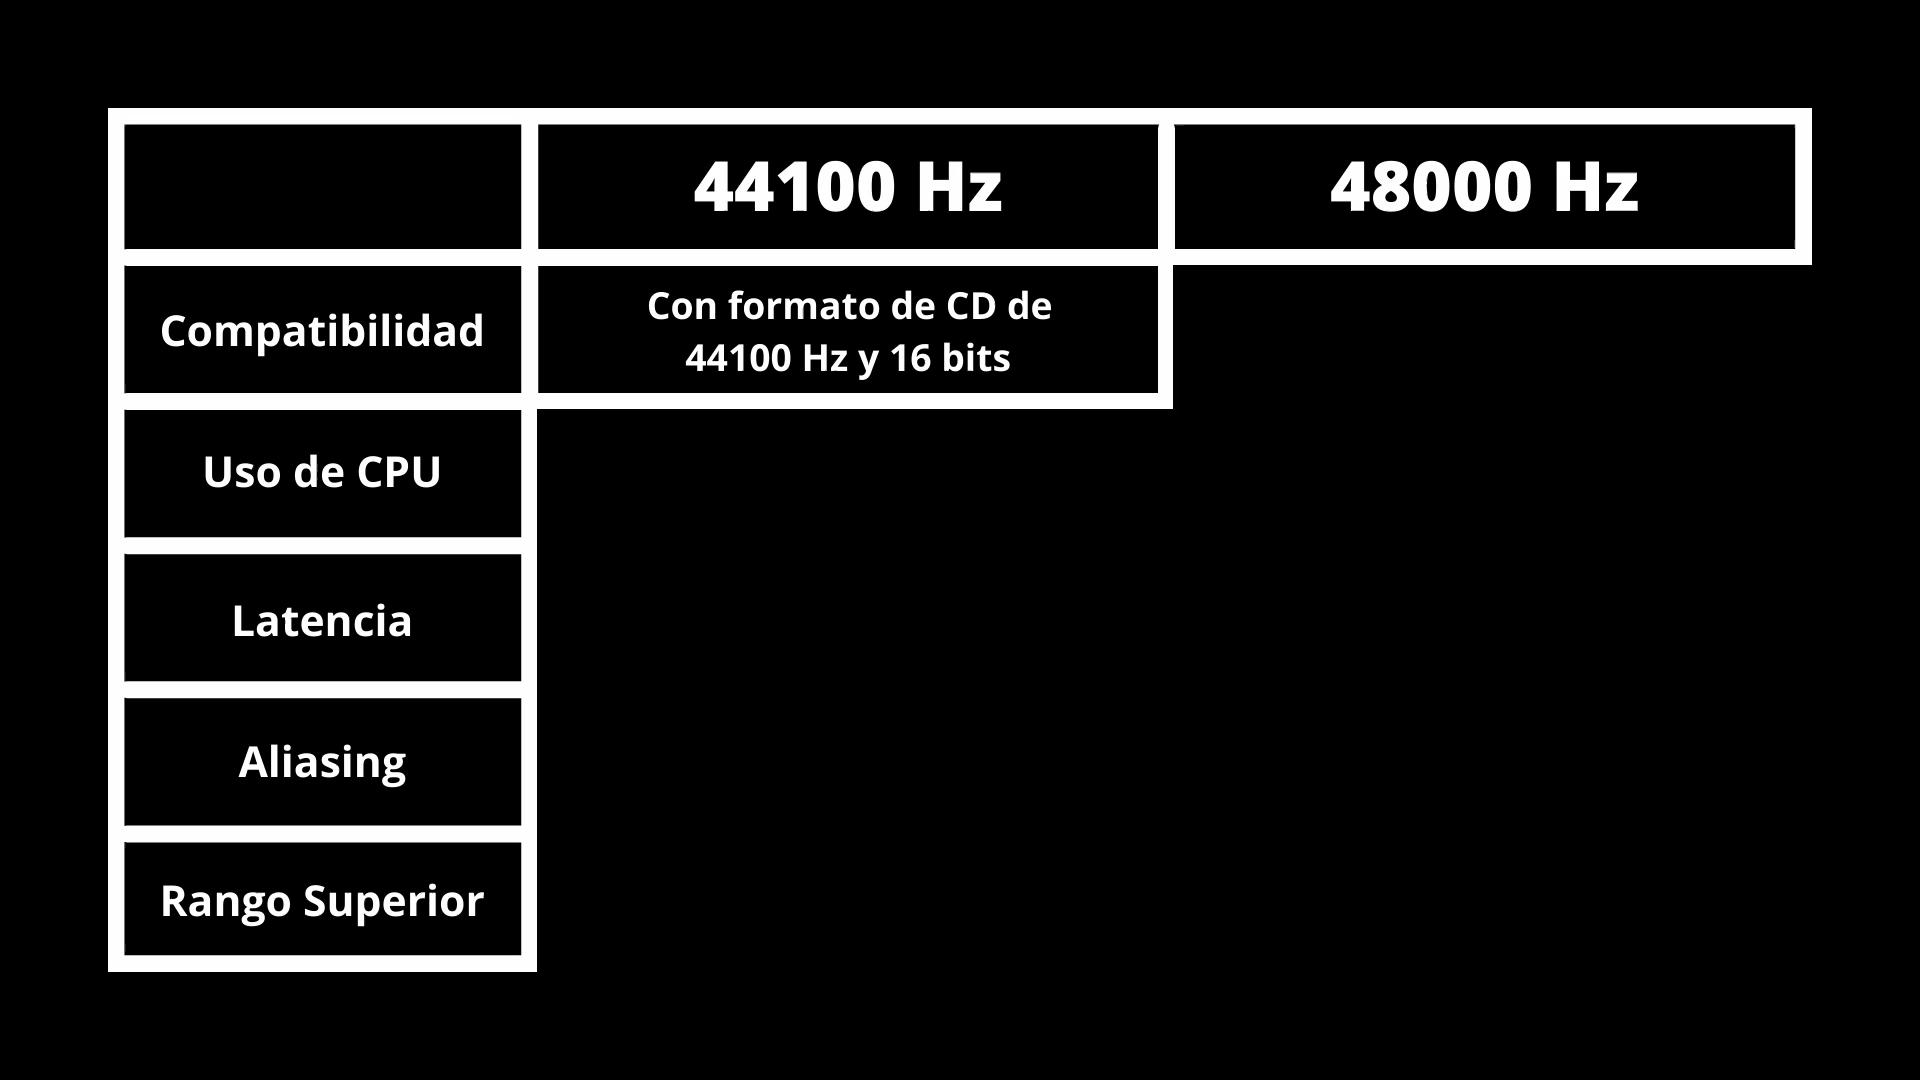 44100 Hz
48000 Hz
Compatibilidad
Con formato de CD de
44100 Hz y 16 bits
Uso de CPU
Latencia
Aliasing
Rango Superior